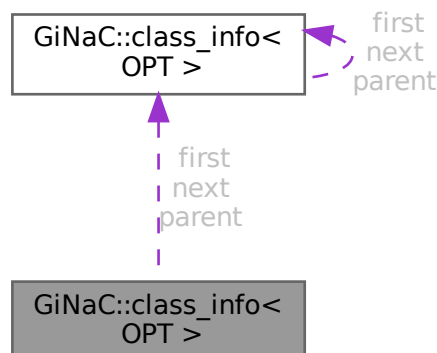 GiNaC::class_info<
OPT >
first
next
parent
first
next
parent
GiNaC::class_info<
OPT >